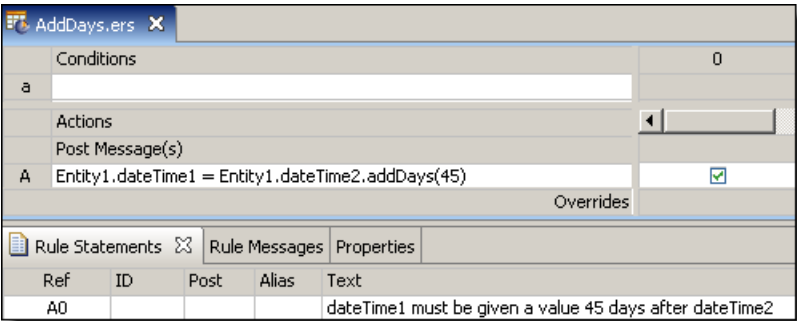 AddDays.ers
Conditions 0
a
Actions
Post Message(s)
A Entity1.dateTime1 = Entity1.dateTime2.addDays(45)
Overrides
Rule Statements Rule Messages Properties
Ref ID Post Alias Text
A0 dateTime1 must be given a value 45 days after dateTime2